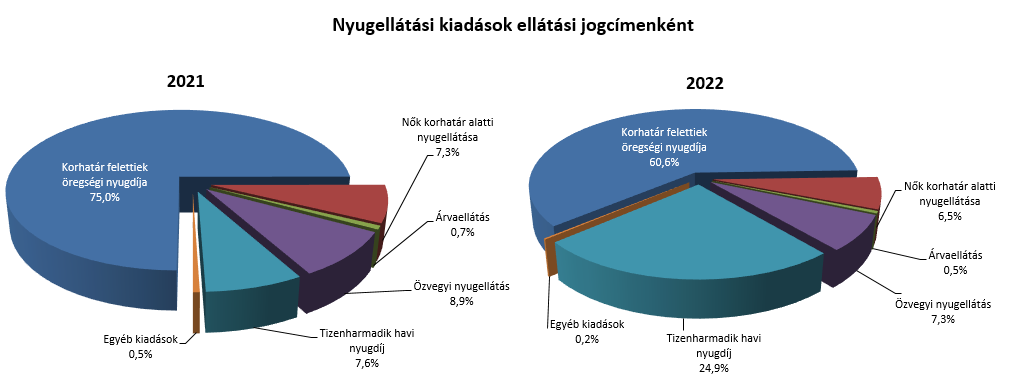 Nyugellátási kiadások ellátási jogcímenként
2021
Korhatár felettiek
öregségi nyugdíja
75,0%
Nők korhatár alatti
nyugellátása
7,3%
Árvaellátás
0,7%
Özvegyi nyugellátás
8,9%
Tizenharmadik havi
nyugdíj
7,6%
Egyéb kiadások
0,5%
2022
Korhatár felettiek
öregségi nyugdíja
60,6%
Nők korhatár alatti
nyugellátása
6,5%
Árvaellátás
0,5%
Özvegyi nyugellátás
7,3%
Tizenharmadik havi
nyugdíj
24,9%
Egyéb kiadások
0,2%